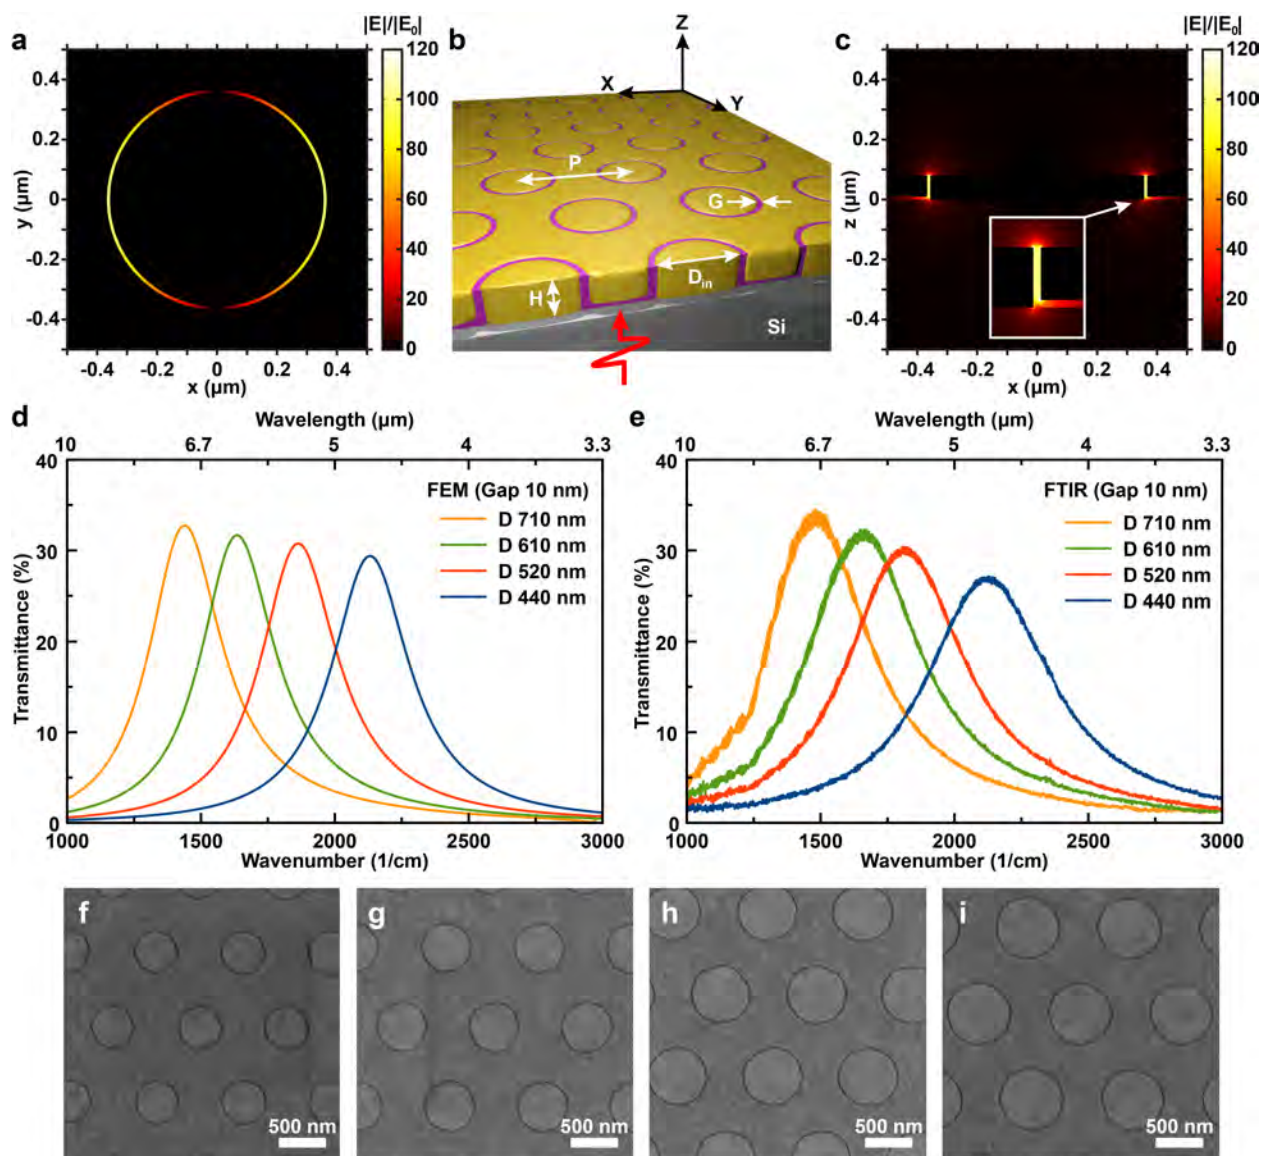 a
|E|/|E₀|
0.4
0.2
0
-0.2
-0.4
y (µm)
-0.4 -0.2 0 0.2 0.4
x (µm)
120
100
80
60
40
20
0
b
Z
X
Y
P
G
H
Dᵢₙ
Si
c
|E|/|E₀|
0.4
0.2
0
-0.2
-0.4
z (µm)
-0.4 -0.2 0 0.2 0.4
x (µm)
120
100
80
60
40
20
0
d
Wavelength (µm)
10 6.7 5 4 3.3
40
30
20
10
0
Transmittance (%)
FEM (Gap 10 nm)
D 710 nm
D 610 nm
D 520 nm
D 440 nm
1000 1500 2000 2500 3000
Wavenumber (1/cm)
e
Wavelength (µm)
10 6.7 5 4 3.3
40
30
20
10
0
Transmittance (%)
FTIR (Gap 10 nm)
D 710 nm
D 610 nm
D 520 nm
D 440 nm
1000 1500 2000 2500 3000
Wavenumber (1/cm)
f
500 nm
g
500 nm
h
500 nm
i
500 nm